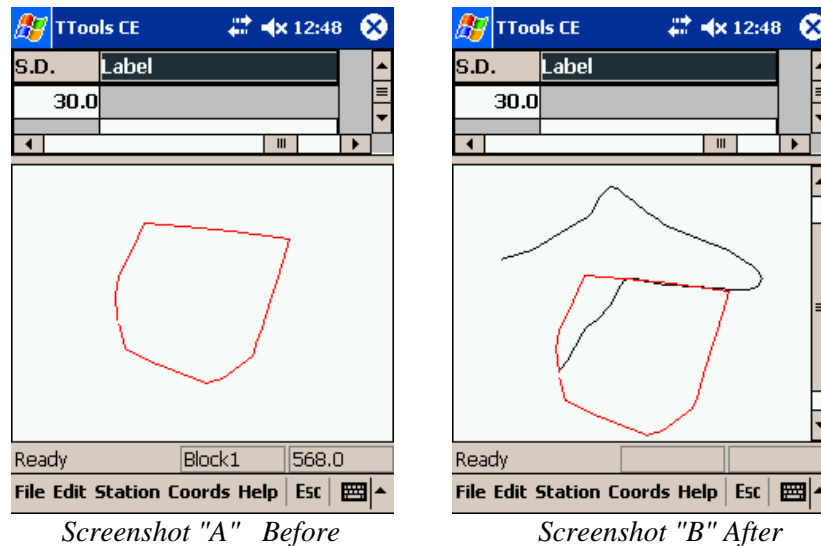 TTools CE 12:48
S.D. Label
30.0
Ready Block1 568.0
File Edit Station Coords Help Esc
Screenshot "A" Before
TTools CE 12:48
S.D. Label
30.0
Ready
File Edit Station Coords Help Esc
Screenshot "B" After